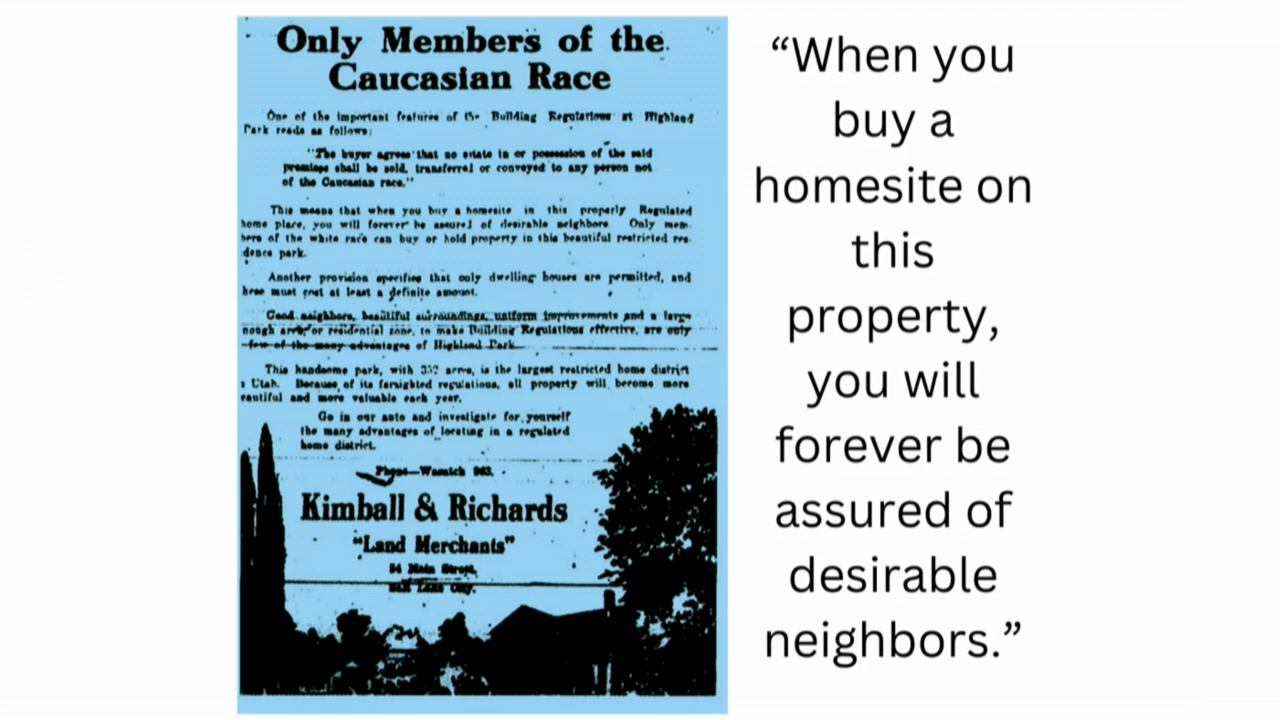 Only Members of the
Caucasian Race
One of the important features of the Building Regulations at Highland
Park reads as follows:
"The buyer agrees that no estate in or possession of the said
premises shall be sold, transferred or conveyed to any person not
of the Caucasian race."
This means that when you buy a homesite in this properly Regulated
home place, you will forever be assured of desirable neighbors. Only mem-
bers of the white race can buy or hold property in this beautiful restricted res-
dence park.
Another provision specifies that only dwelling houses are permitted, and
hese must cost at least a definite amount.
Good neighbors, beautiful surroundings, uniform improvements and a large
nough area, or residential zone, to make Building Regulations effective, are only
few of the many advantages of Highland Park.
This handsome park, with acres, is the largest restricted home district
Utah. Because of its farsighted regulations, all property will become more
eautiful and more valuable each year.
Go in our auto and investigate for yourself
the many advantages of locating in a regulated
home district.
Phone—Wasatch 963.
Kimball & Richards
"Land Merchants"
Main Street,
Salt Lake City.
“When you
buy a
homesite on
this
property,
you will
forever be
assured of
desirable
neighbors.”